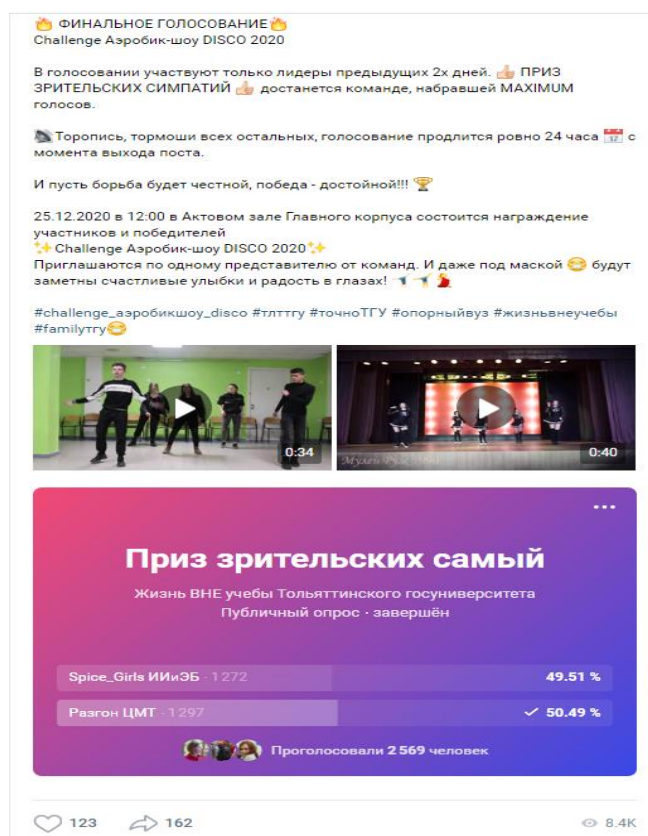 🔥 ФИНАЛЬНОЕ ГОЛОСОВАНИЕ🔥
Challenge Аэробик-шоу DISCO 2020
В голосовании участвуют только лидеры предыдущих 2х дней. 👍 ПРИЗ
ЗРИТЕЛЬСКИХ СИМПАТИЙ 👍 достанется команде, набравшей MAXIMUM
голосов.
🔊Торопись, тормоши всех остальных, голосование продлится ровно 24 часа 📅 с
момента выхода поста.
И пусть борьба будет честной, победа - достойной!!! 🏆
25.12.2020 в 12:00 в Актовом зале Главного корпуса состоится награждение
участников и победителей
✨Challenge Аэробик-шоу DISCO 2020✨
Приглашаются по одному представителю от команд. И даже под маской 😷 будут
заметны счастливые улыбки и радость в глазах! 🤸🤸💃
#challenge_аэробикшоу_disco #тлттгу #точноТГУ #опорныйвуз #жизньвнеучебы
#familyтгу😷
0:34
0:40
Приз зрительских самый
Жизнь ВНЕ учебы Тольяттинского госуниверситета
Публичный опрос · завершён
Spice_Girls ИИиЭБ · 1 272 49.51 %
Разгон ЦМТ · 1 297 ✓ 50.49 %
Проголосовали 2 569 человек
123 162 8.4K